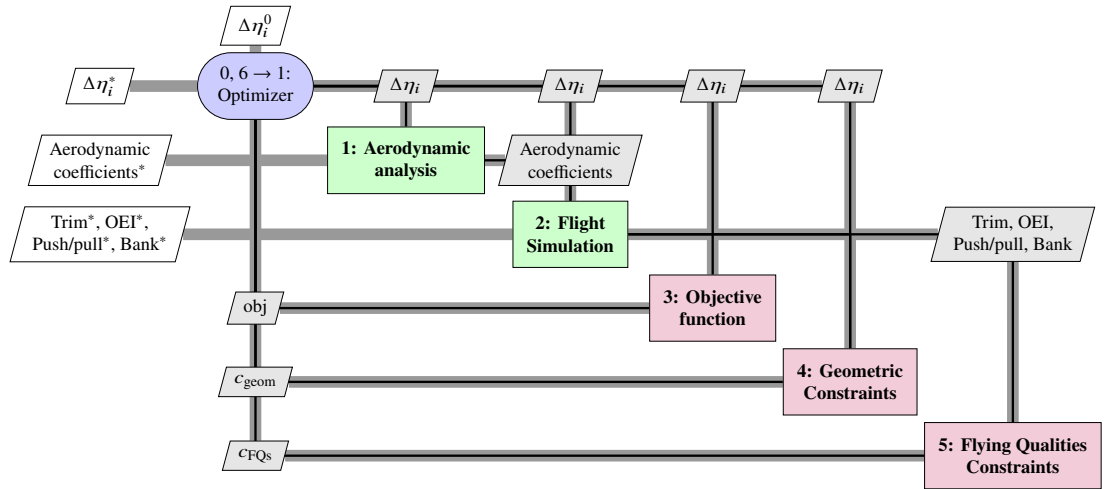 Δη_i^0
Δη_i^*
0, 6 → 1:
Optimizer
Δη_i
Δη_i
Δη_i
Δη_i
Aerodynamic
coefficients*
1: Aerodynamic
analysis
Aerodynamic
coefficients
Trim*, OEI*,
Push/pull*, Bank*
2: Flight
Simulation
Trim, OEI,
Push/pull, Bank
obj
3: Objective
function
c_geom
4: Geometric
Constraints
c_FQs
5: Flying Qualities
Constraints